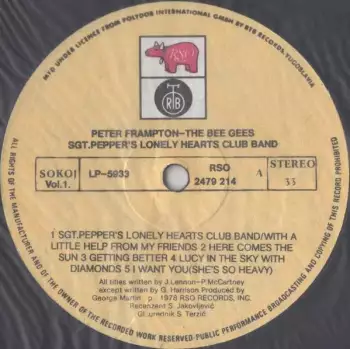 MFD UNDER LICENCE FROM POLYDOR INTERNATIONAL GMBH BY RTB RECORDS, YUGOSLAVIA
RSO
RTB
PETER FRAMPTON-THE BEE GEES
SGT.PEPPER'S LONELY HEARTS CLUB BAND
SOKOJ
Vol.1.
LP-5933
RSO
2479 214
A
STEREO
33
1 SGT.PEPPER'S LONELY HEARTS CLUB BAND/WITH A
LITTLE HELP FROM MY FRIENDS 2 HERE COMES THE
SUN 3 GETTING BETTER 4 LUCY IN THE SKY WITH
DIAMONDS 5 I WANT YOU(SHE'S SO HEAVY)
All titles written by J.Lennon-P.McCartney
except written by G. Harrison Produced by
George Martin p 1978 RSO RECORDS, INC.
Recenzent S. Jakovljević
Gl. urednik S. Terzić
ALL RIGHTS OF THE MANUFACTURER AND OF THE OWNER OF THE RECORDED WORK RESERVED PUBLIC PERFORMANCE BROADCASTING AND COPYING OF THIS RECORD PROHIBITED